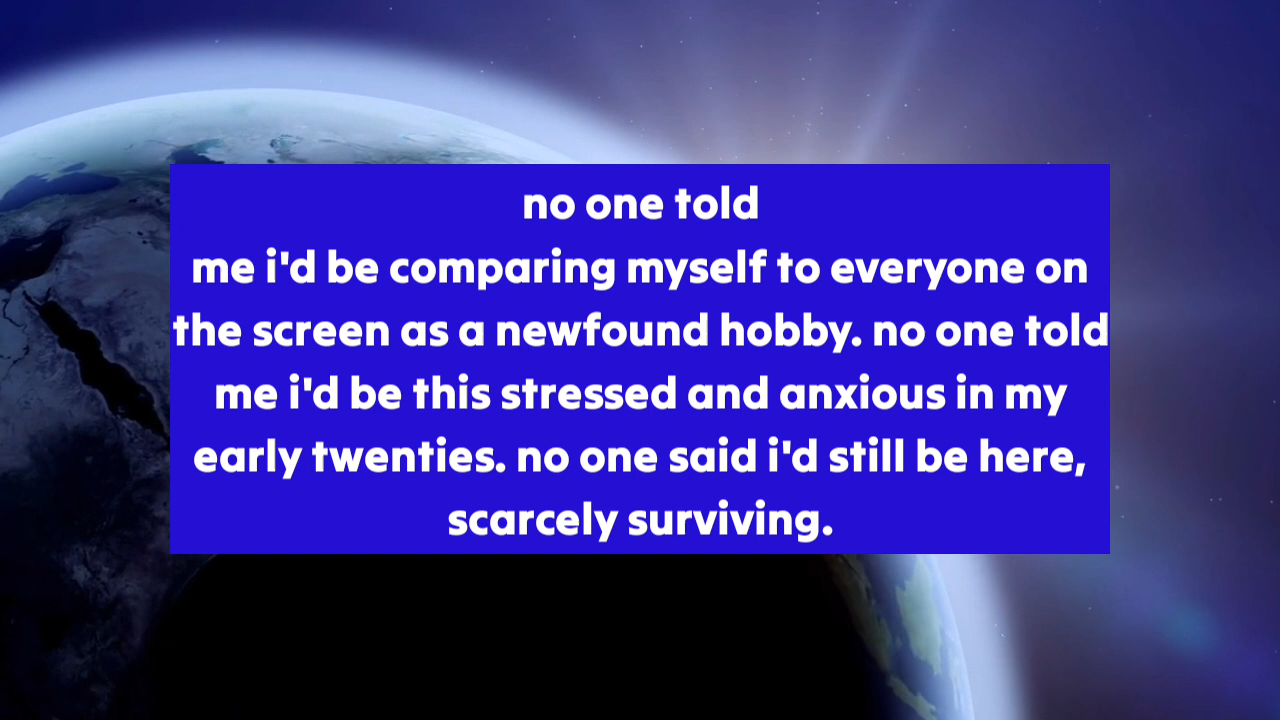 no one told
me i'd be comparing myself to everyone on
the screen as a newfound hobby. no one told
me i'd be this stressed and anxious in my
early twenties. no one said i'd still be here,
scarcely surviving.